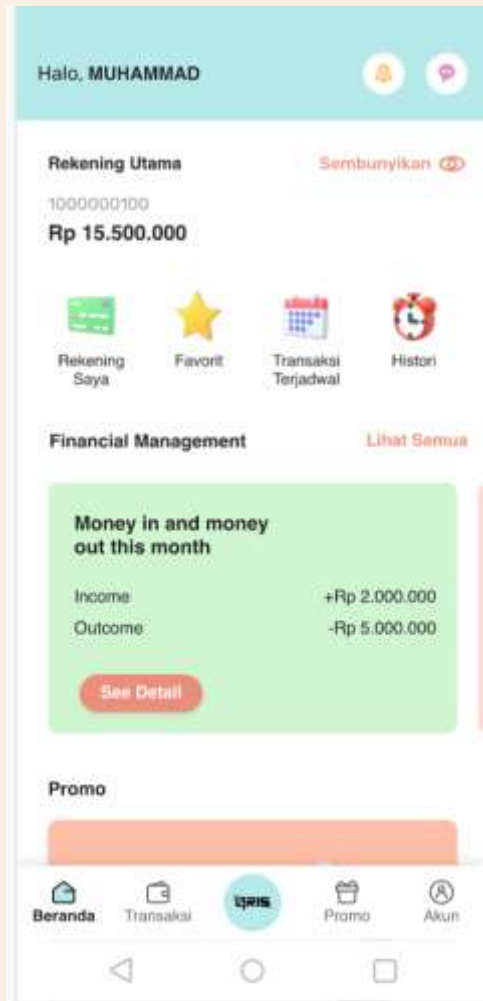 Halo, MUHAMMAD
Rekening Utama
Sembunyikan
1000000100
Rp 15.500.000
Rekening
Saya
Favorit
Transaksi
Terjadwal
Histori
Financial Management
Lihat Semua
Money in and money
out this month
Income +Rp 2.000.000
Outcome -Rp 5.000.000
See Detail
Promo
Beranda
Transaksi
QRIS
Promo
Akun